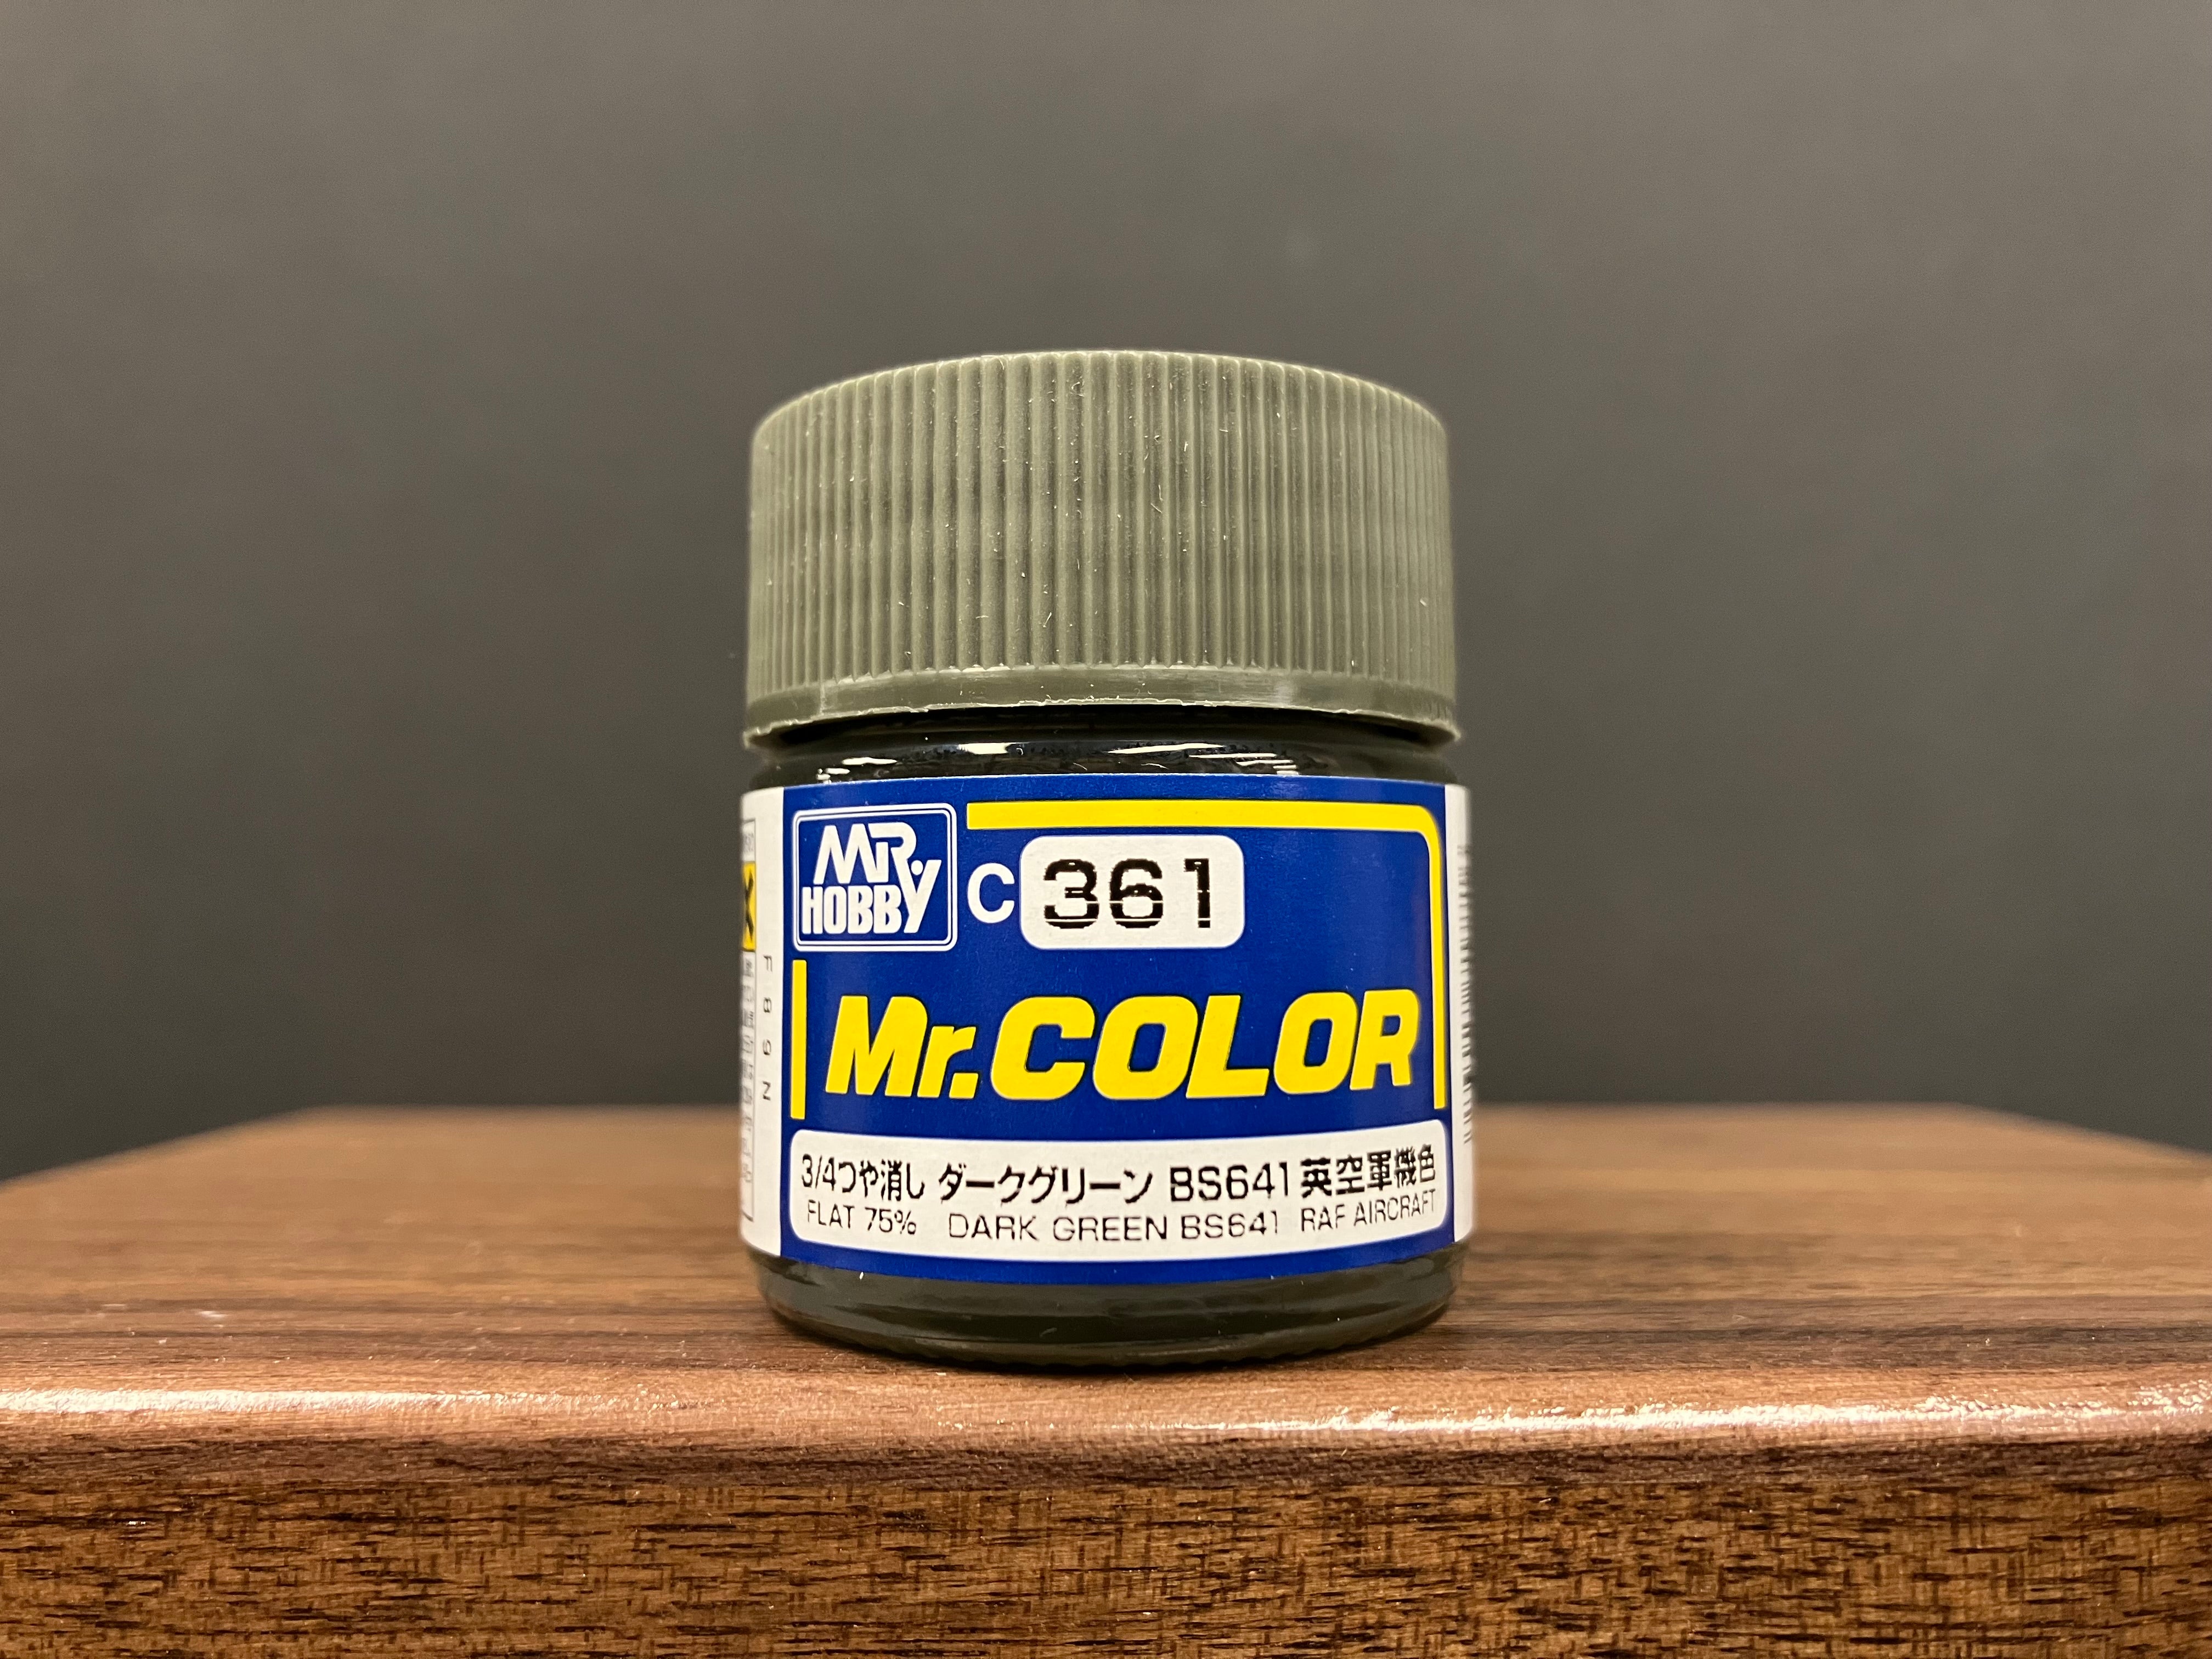 MR.
HOBBY
C 361
Mr.COLOR
3/4つや消し ダークグリーン BS641 英空軍機色
FLAT 75% DARK GREEN BS641 RAF AIRCRAFT
F89N